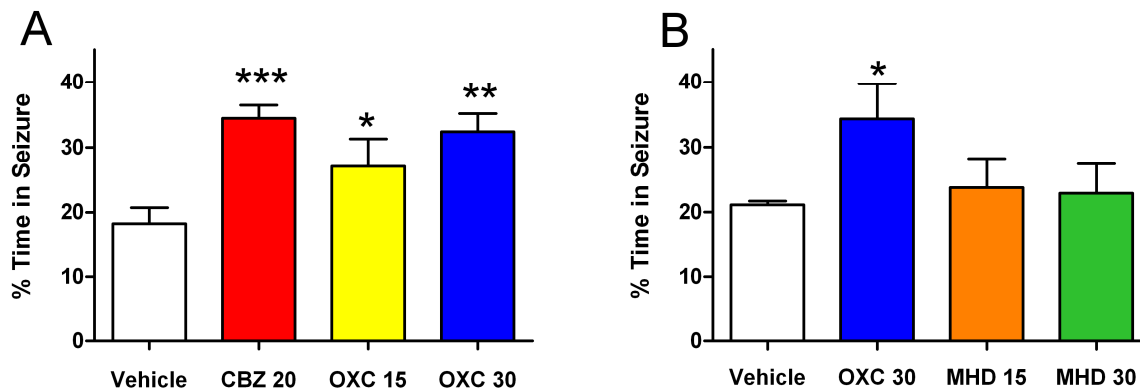 A
% Time in Seizure
40
30
20
10
0
***
*
**
Vehicle CBZ 20 OXC 15 OXC 30
B
% Time in Seizure
40
30
20
10
0
*
Vehicle OXC 30 MHD 15 MHD 30